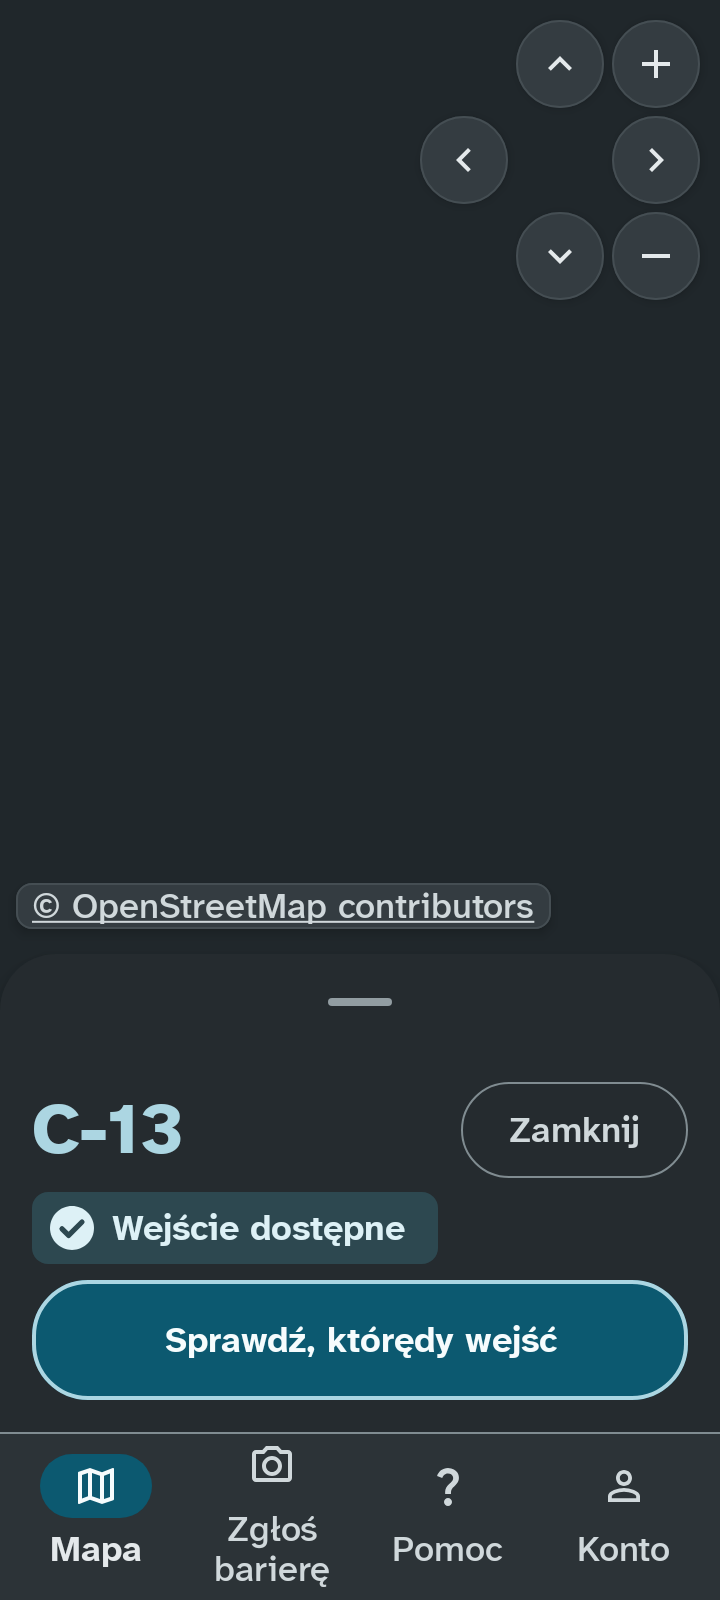 © OpenStreetMap contributors
C-13
Zamknij
Wejście dostępne
Sprawdź, którędy wejść
Mapa
Zgłoś
barierę
Pomoc
Konto